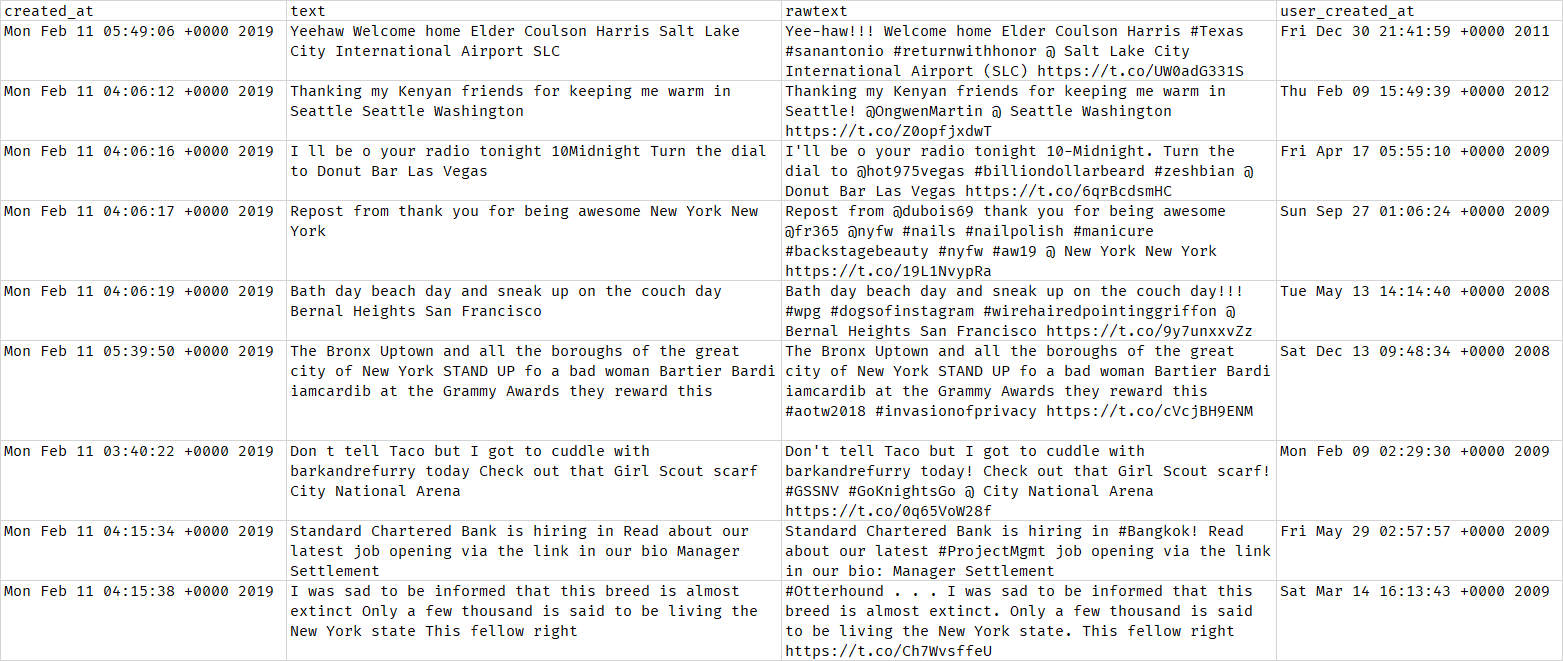 created_at text rawtext user_created_at
Mon Feb 11 05:49:06 +0000 2019 Yeehaw Welcome home Elder Coulson Harris Salt Lake Yee-haw!!! Welcome home Elder Coulson Harris #Texas Fri Dec 30 21:41:59 +0000 2011
City International Airport SLC #sanantonio #returnwithhonor @ Salt Lake City
International Airport (SLC) https://t.co/UW0adG331S
Mon Feb 11 04:06:12 +0000 2019 Thanking my Kenyan friends for keeping me warm in Thanking my Kenyan friends for keeping me warm in Thu Feb 09 15:49:39 +0000 2012
Seattle Seattle Washington Seattle! @OngwenMartin @ Seattle Washington
https://t.co/Z0opfjxdwT
Mon Feb 11 04:06:16 +0000 2019 I ll be o your radio tonight 10Midnight Turn the dial I'll be o your radio tonight 10-Midnight. Turn the Fri Apr 17 05:55:10 +0000 2009
to Donut Bar Las Vegas dial to @hot975vegas #billiondollarbeard #zeshbian @
Donut Bar Las Vegas https://t.co/6qrBcdsmHC
Mon Feb 11 04:06:17 +0000 2019 Repost from thank you for being awesome New York New Repost from @dubois69 thank you for being awesome Sun Sep 27 01:06:24 +0000 2009
York @fr365 @nyfw #nails #nailpolish #manicure
#backstagebeauty #nyfw #aw19 @ New York New York
https://t.co/19L1NvypRa
Mon Feb 11 04:06:19 +0000 2019 Bath day beach day and sneak up on the couch day Bath day beach day and sneak up on the couch day!!! Tue May 13 14:14:40 +0000 2008
Bernal Heights San Francisco #wpg #dogsofinstagram #wirehairedpointinggriffon @
Bernal Heights San Francisco https://t.co/9y7unxxvZz
Mon Feb 11 05:39:50 +0000 2019 The Bronx Uptown and all the boroughs of the great The Bronx Uptown and all the boroughs of the great Sat Dec 13 09:48:34 +0000 2008
city of New York STAND UP fo a bad woman Bartier Bardi city of New York STAND UP fo a bad woman Bartier Bardi
iamcardib at the Grammy Awards they reward this iamcardib at the Grammy Awards they reward this
#aotw2018 #invasionofprivacy https://t.co/cVcjBH9ENM
Mon Feb 11 03:40:22 +0000 2019 Don t tell Taco but I got to cuddle with Don't tell Taco but I got to cuddle with Mon Feb 09 02:29:30 +0000 2009
barkandrefurry today Check out that Girl Scout scarf barkandrefurry today! Check out that Girl Scout scarf!
City National Arena #GSSNV #GoKnightsGo @ City National Arena
https://t.co/0q65VoW28f
Mon Feb 11 04:15:34 +0000 2019 Standard Chartered Bank is hiring in Read about our Standard Chartered Bank is hiring in #Bangkok! Read Fri May 29 02:57:57 +0000 2009
latest job opening via the link in our bio Manager about our latest #ProjectMgmt job opening via the link
Settlement in our bio: Manager Settlement
Mon Feb 11 04:15:38 +0000 2019 I was sad to be informed that this breed is almost #Otterhound . . . I was sad to be informed that this Sat Mar 14 16:13:43 +0000 2009
extinct Only a few thousand is said to be living the breed is almost extinct. Only a few thousand is said
New York state This fellow right to be living the New York state. This fellow right
https://t.co/Ch7WvsffeU